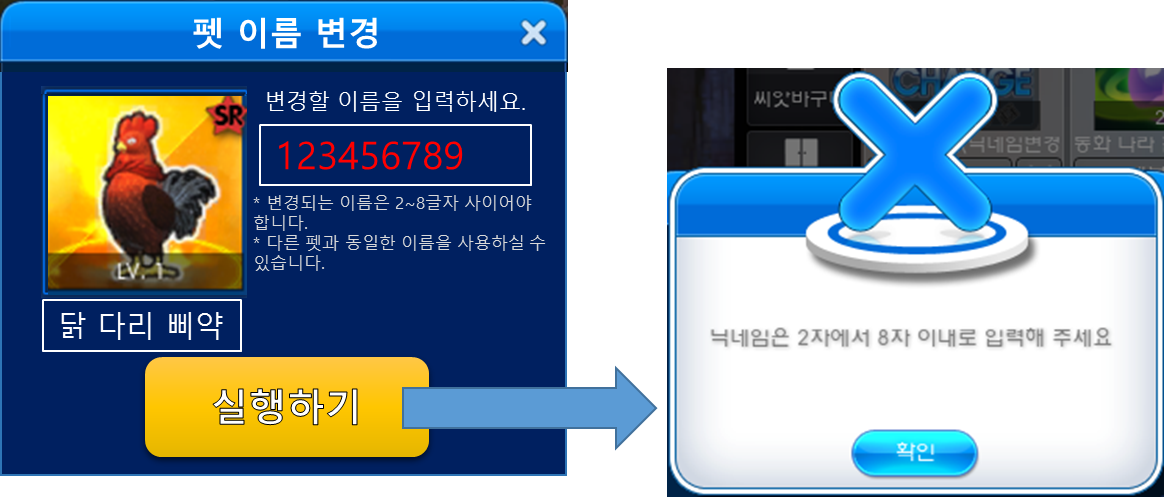 펫 이름 변경
변경할 이름을 입력하세요.
SR
123456789
* 변경되는 이름은 2~8글자 사이어야
합니다.
* 다른 펫과 동일한 이름을 사용하실 수
있습니다.
LV. 1
닭 다리 삐약
실행하기
CHANGE
씨앗바구니
닉네임변경
동화 나라
2
닉네임은 2자에서 8자 이내로 입력해 주세요
확인